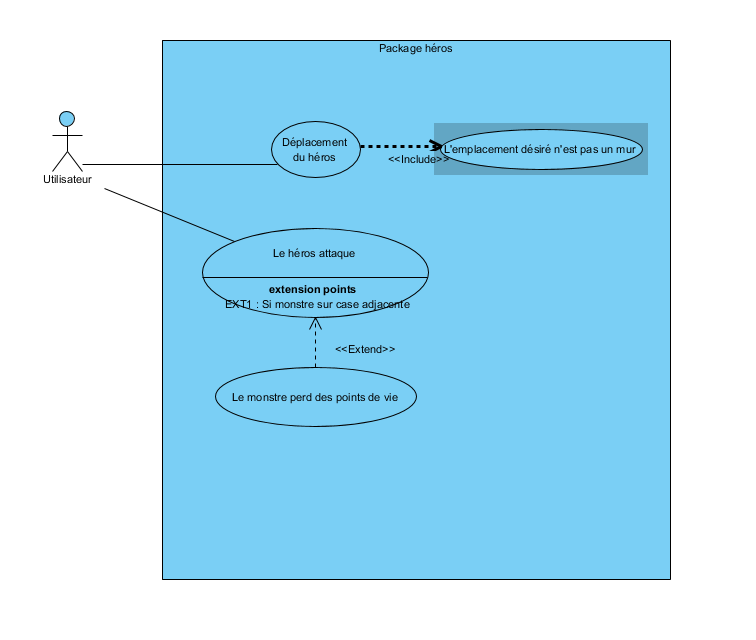 Package héros
Déplacement
du héros
<<Include>>
L'emplacement désiré n'est pas un mur
Utilisateur
Le héros attaque
extension points
EXT1 : Si monstre sur case adjacente
<<Extend>>
Le monstre perd des points de vie